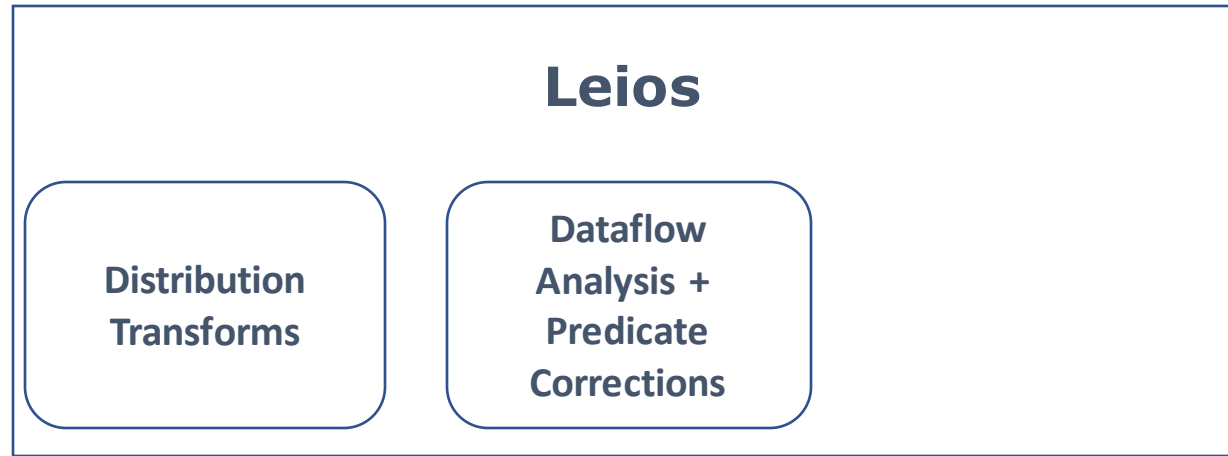 Leios
Distribution
Transforms
Dataflow
Analysis +
Predicate
Corrections